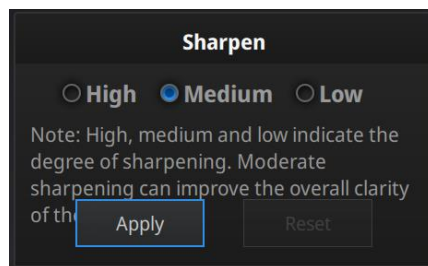 Sharpen
High Medium Low
Note: High, medium and low indicate the
degree of sharpening. Moderate
sharpening can improve the overall clarity
of the
Apply Reset